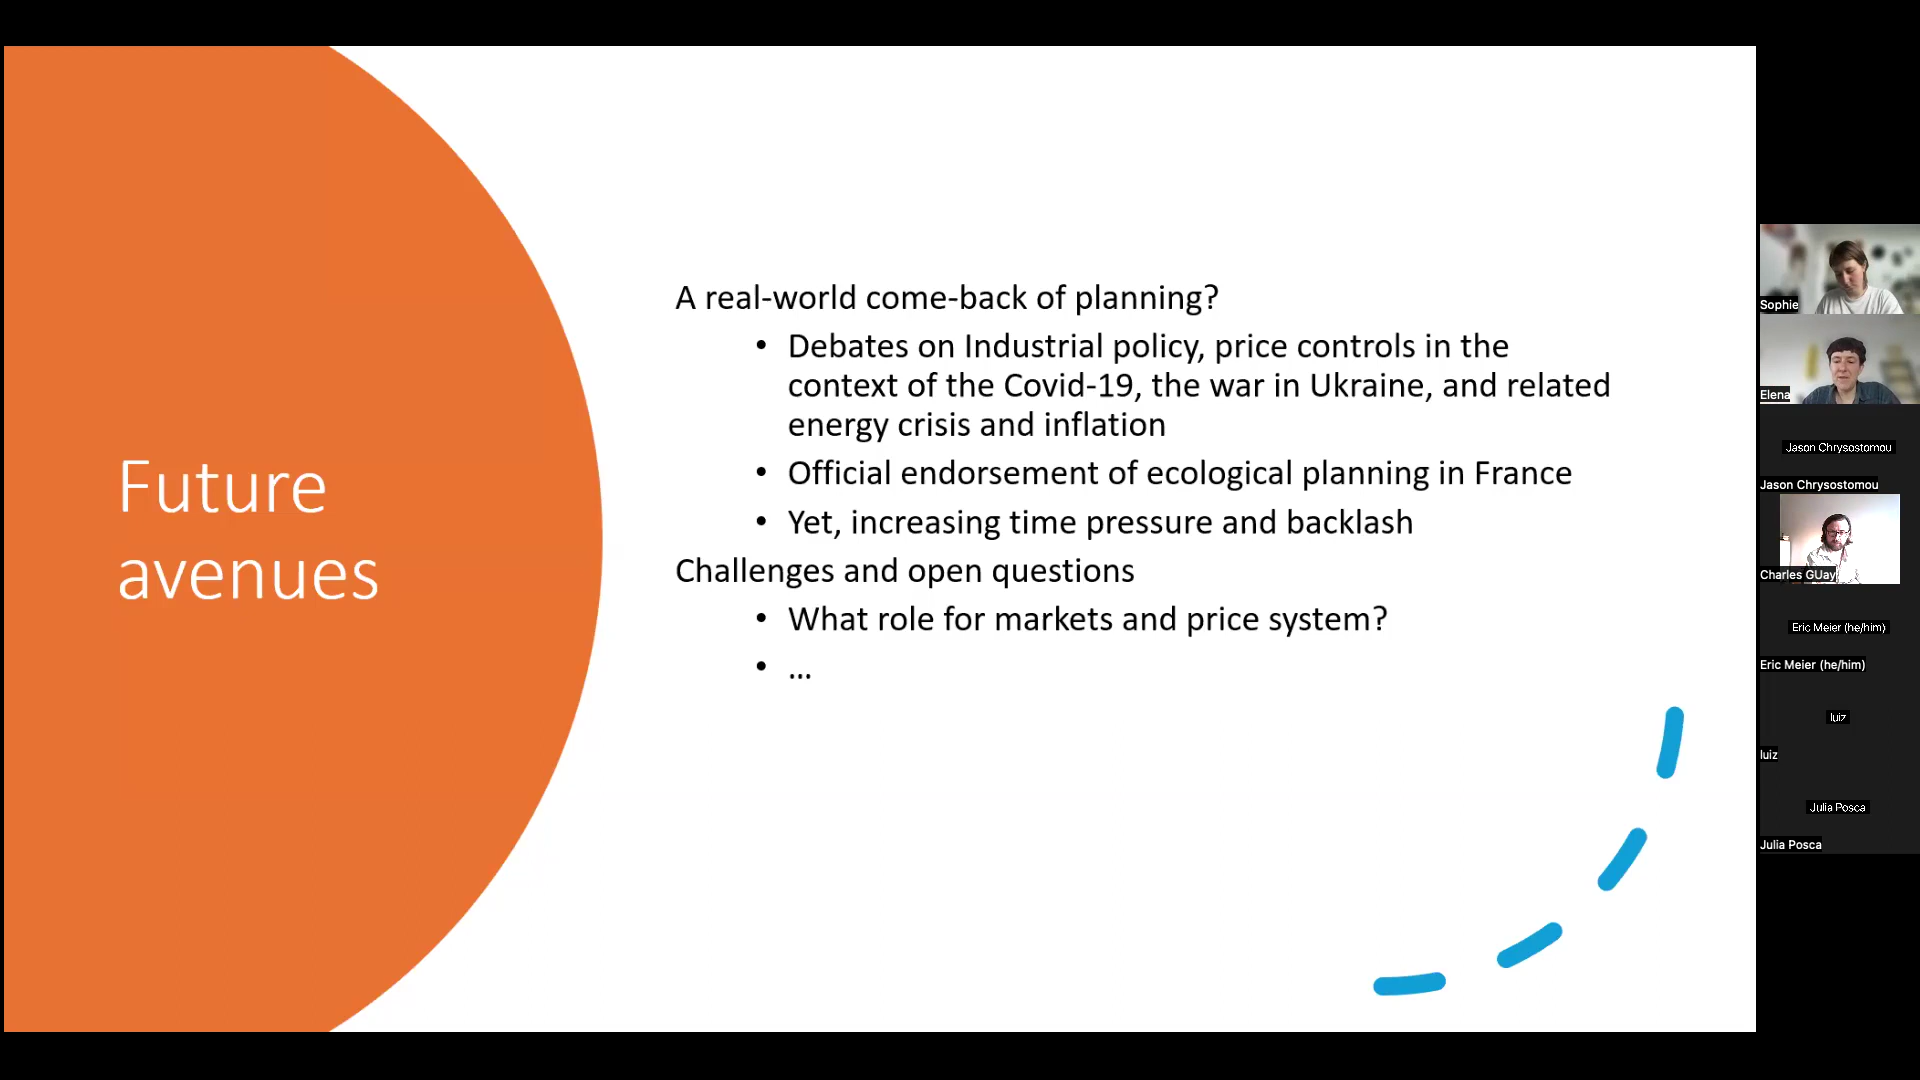 Future
avenues
A real-world come-back of planning?
• Debates on Industrial policy, price controls in the
context of the Covid-19, the war in Ukraine, and related
energy crisis and inflation
• Official endorsement of ecological planning in France
• Yet, increasing time pressure and backlash
Challenges and open questions
• What role for markets and price system?
• ...
Sophie
Elena
Jason Chrysostomou
Jason Chrysostomou
Charles GUay
Eric Meier (he/him)
Eric Meier (he/him)
luiz
luiz
Julia Posca
Julia Posca